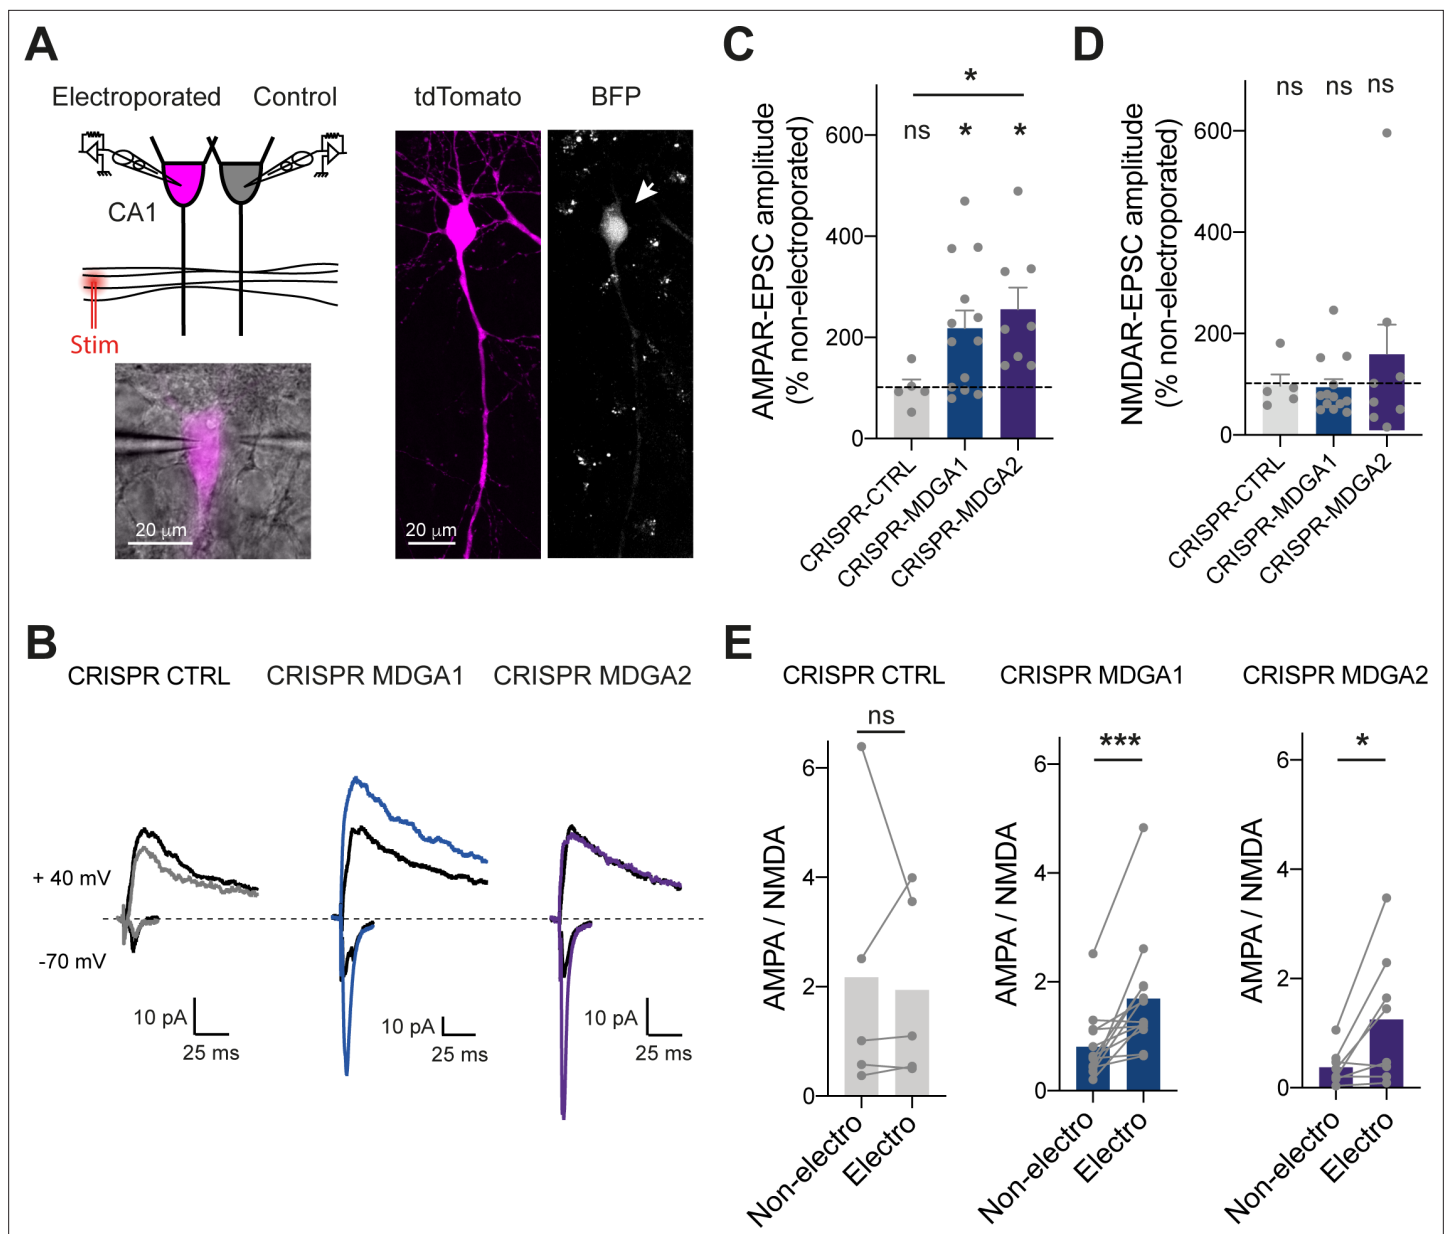 A
Electroporated Control
CA1
Stim
20 µm
tdTomato BFP
20 µm
C
AMPAR-EPSC amplitude
(% non-electroporated)
600
400
200
0
*
ns * *
CRISPR-CTRL
CRISPR-MDGA1
CRISPR-MDGA2
D
NMDAR-EPSC amplitude
(% non-electroporated)
600
400
200
0
ns ns ns
CRISPR-CTRL
CRISPR-MDGA1
CRISPR-MDGA2
B
CRISPR CTRL CRISPR MDGA1 CRISPR MDGA2
+ 40 mV
-70 mV
10 pA
25 ms
10 pA
25 ms
10 pA
25 ms
E
CRISPR CTRL
ns
AMPA / NMDA
6
4
2
0
Non-electro
Electro
CRISPR MDGA1
***
AMPA / NMDA
6
4
2
0
Non-electro
Electro
CRISPR MDGA2
*
AMPA / NMDA
6
4
2
0
Non-electro
Electro